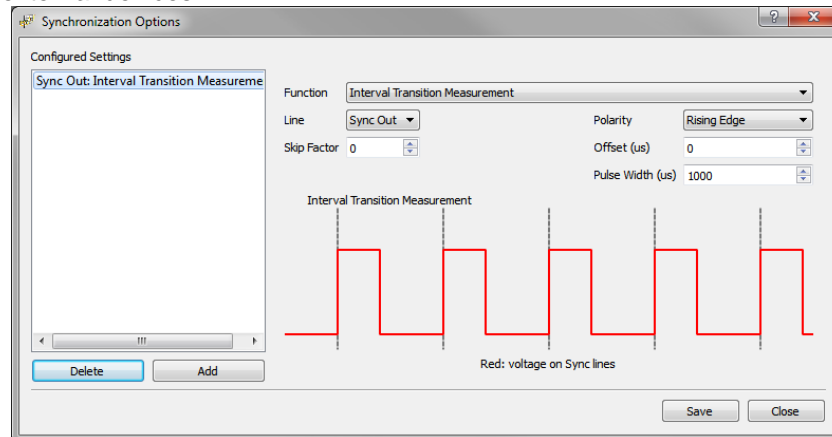 Synchronization Options
Configured Settings
Sync Out: Interval Transition Measureme
Function Interval Transition Measurement
Line Sync Out Polarity Rising Edge
Skip Factor 0 Offset (us) 0
Pulse Width (us) 1000
Interval Transition Measurement
Red: voltage on Sync lines
Delete Add
Save Close